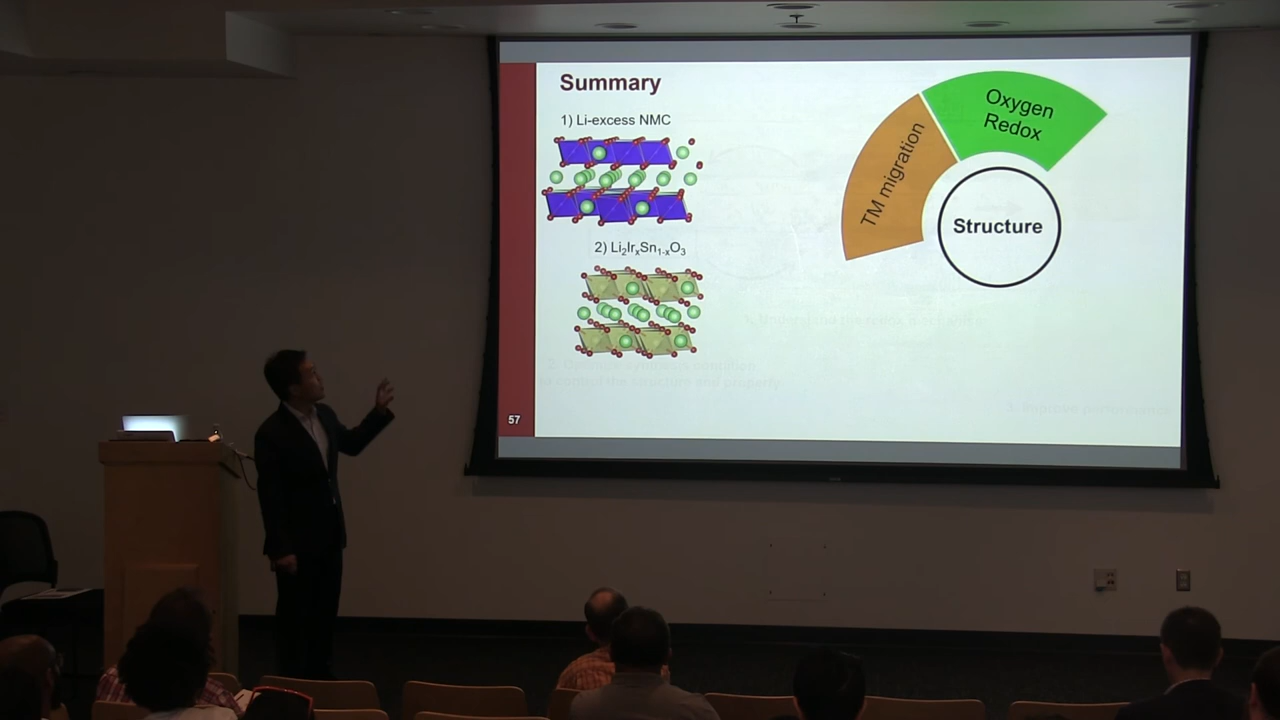 Summary
1) Li-excess NMC
2) Li₂IrₓSn₁₋ₓO₃
TM migration
Oxygen
Redox
Structure
57